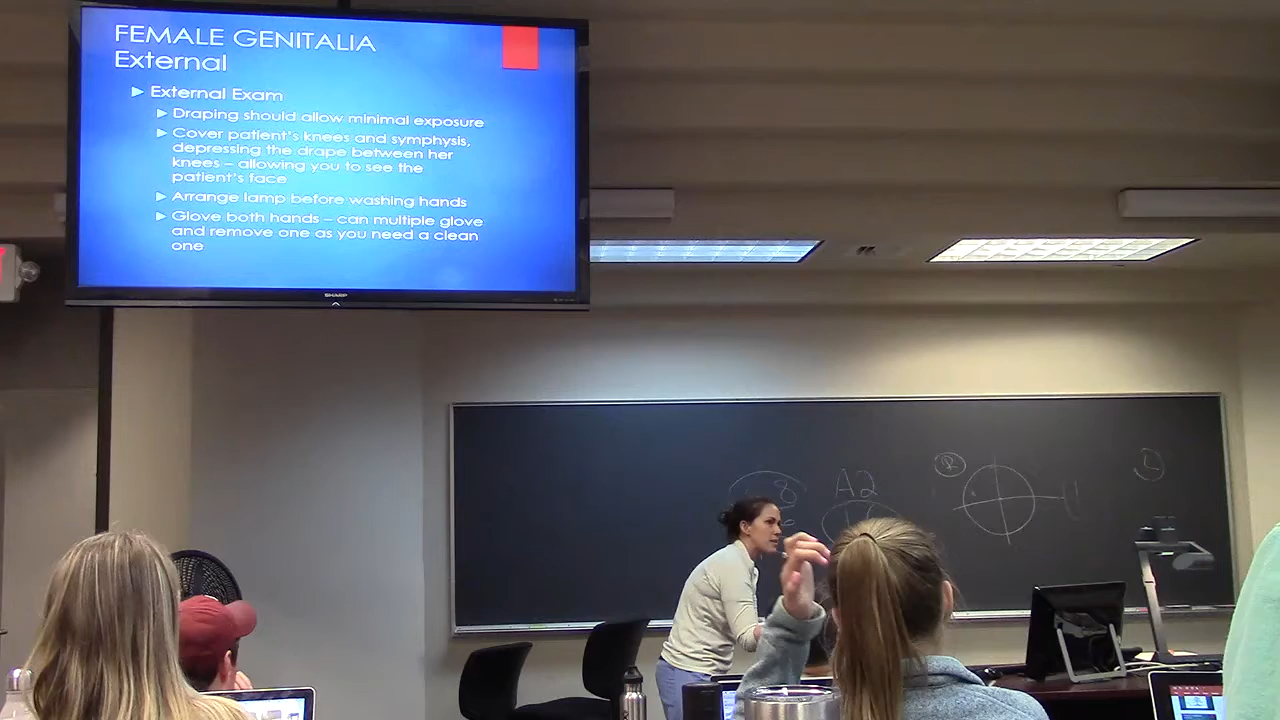 FEMALE GENITALIA
External
External Exam
Draping should allow minimal exposure
Cover patient's knees and symphysis,
depressing the drape between her
knees – allowing you to see the
patient's face
Arrange lamp before washing hands
Glove both hands – can multiple glove
and remove one as you need a clean
one
SHARP
8 A2
R
L